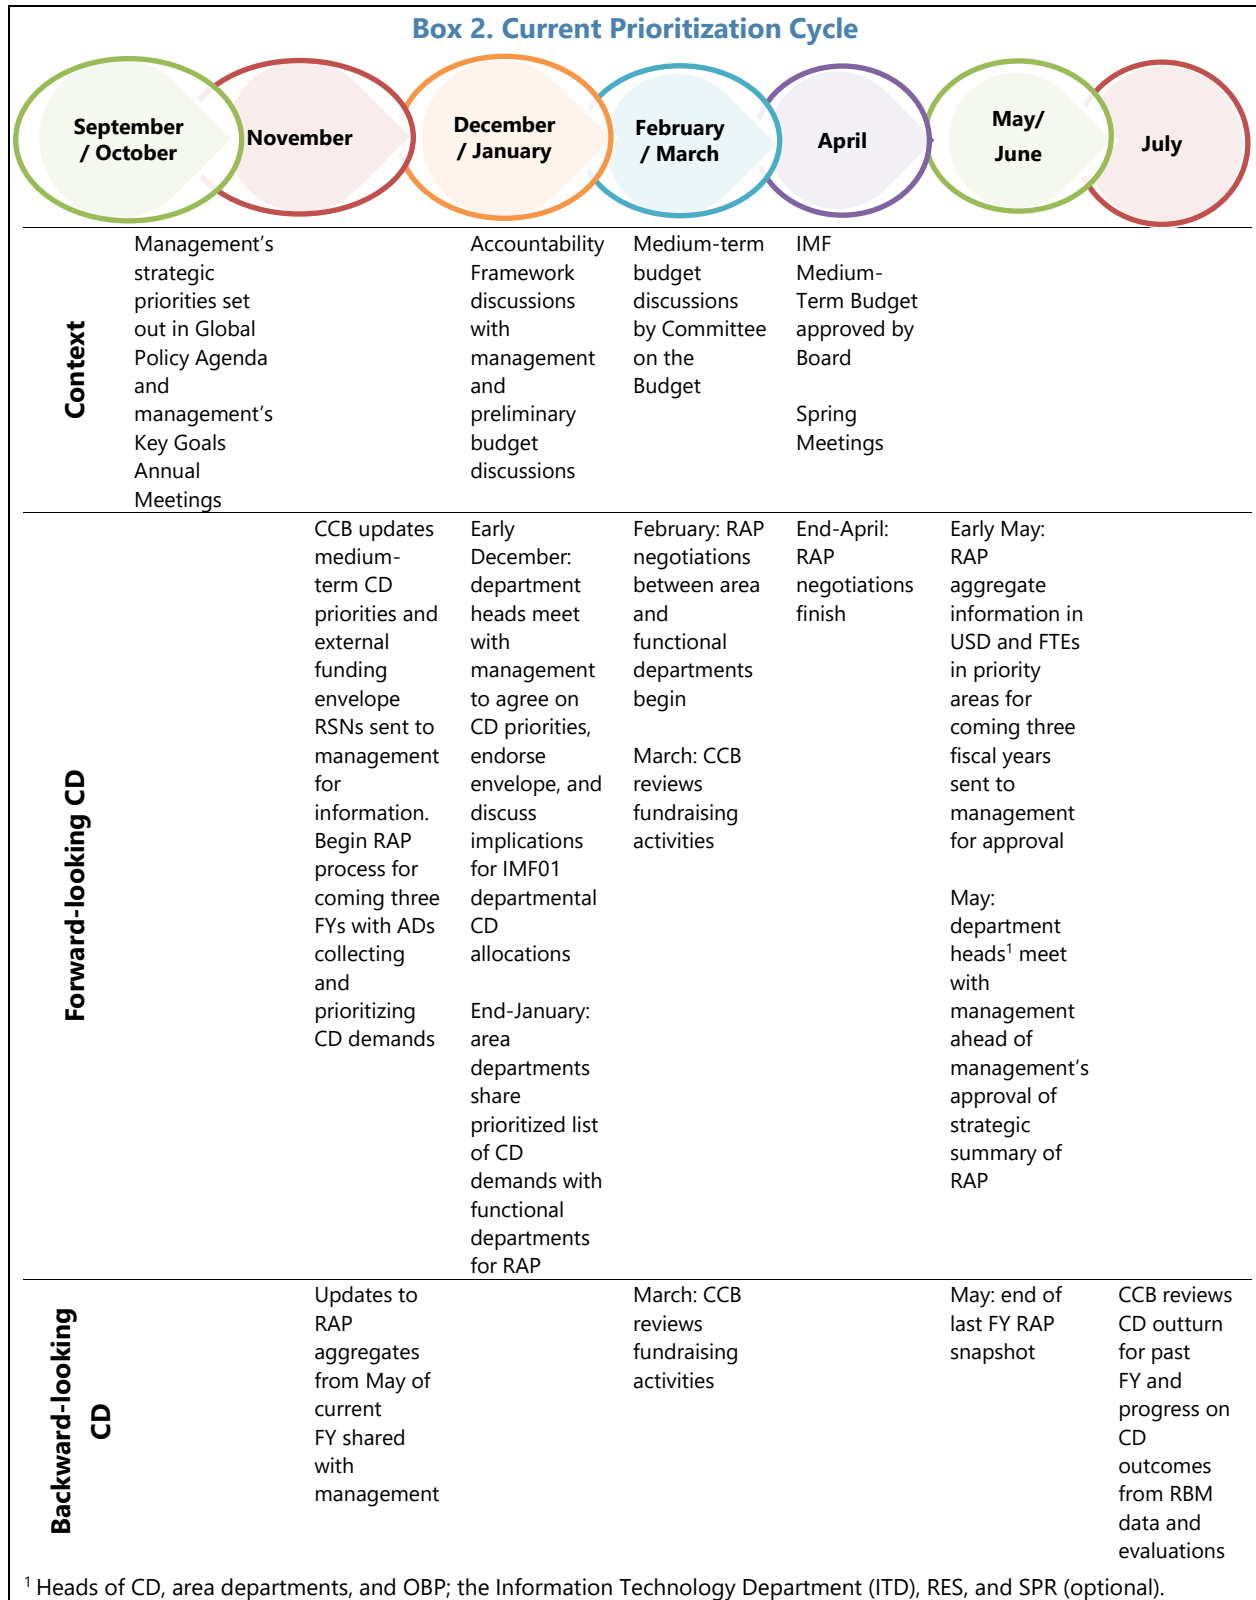 Box 2. Current Prioritization Cycle
September
/ October
November
December
/ January
February
/ March
April
May/
June
July
Context
Management’s
strategic
priorities set
out in Global
Policy Agenda
and
management’s
Key Goals
Annual
Meetings
Accountability
Framework
discussions
with
management
and
preliminary
budget
discussions
Medium-term
budget
discussions
by Committee
on the
Budget
IMF
Medium-
Term Budget
approved by
Board
Spring
Meetings
Forward-looking CD
CCB updates
medium-
term CD
priorities and
external
funding
envelope
RSNs sent to
management
for
information.
Begin RAP
process for
coming three
FYs with ADs
collecting
and
prioritizing
CD demands
Early
December:
department
heads meet
with
management
to agree on
CD priorities,
endorse
envelope, and
discuss
implications
for IMF01
departmental
CD
allocations
End-January:
area
departments
share
prioritized list
of CD
demands with
functional
departments
for RAP
February: RAP
negotiations
between area
and
functional
departments
begin
March: CCB
reviews
fundraising
activities
End-April:
RAP
negotiations
finish
Early May:
RAP
aggregate
information in
USD and FTEs
in priority
areas for
coming three
fiscal years
sent to
management
for approval
May:
department
heads¹ meet
with
management
ahead of
management’s
approval of
strategic
summary of
RAP
Backward-looking
CD
Updates to
RAP
aggregates
from May of
current
FY shared
with
management
March: CCB
reviews
fundraising
activities
May: end of
last FY RAP
snapshot
CCB reviews
CD outturn
for past
FY and
progress on
CD
outcomes
from RBM
data and
evaluations
¹ Heads of CD, area departments, and OBP; the Information Technology Department (ITD), RES, and SPR (optional).